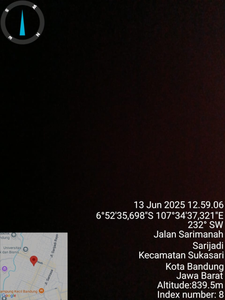 13 Jun 2025 12.59.06
6°52'35,698"S 107°34'37,321"E
232° SW
Jalan Sarimanah
Sarijadi
Kecamatan Sukasari
Kota Bandung
Jawa Barat
Altitude:839.5m
Index number: 8